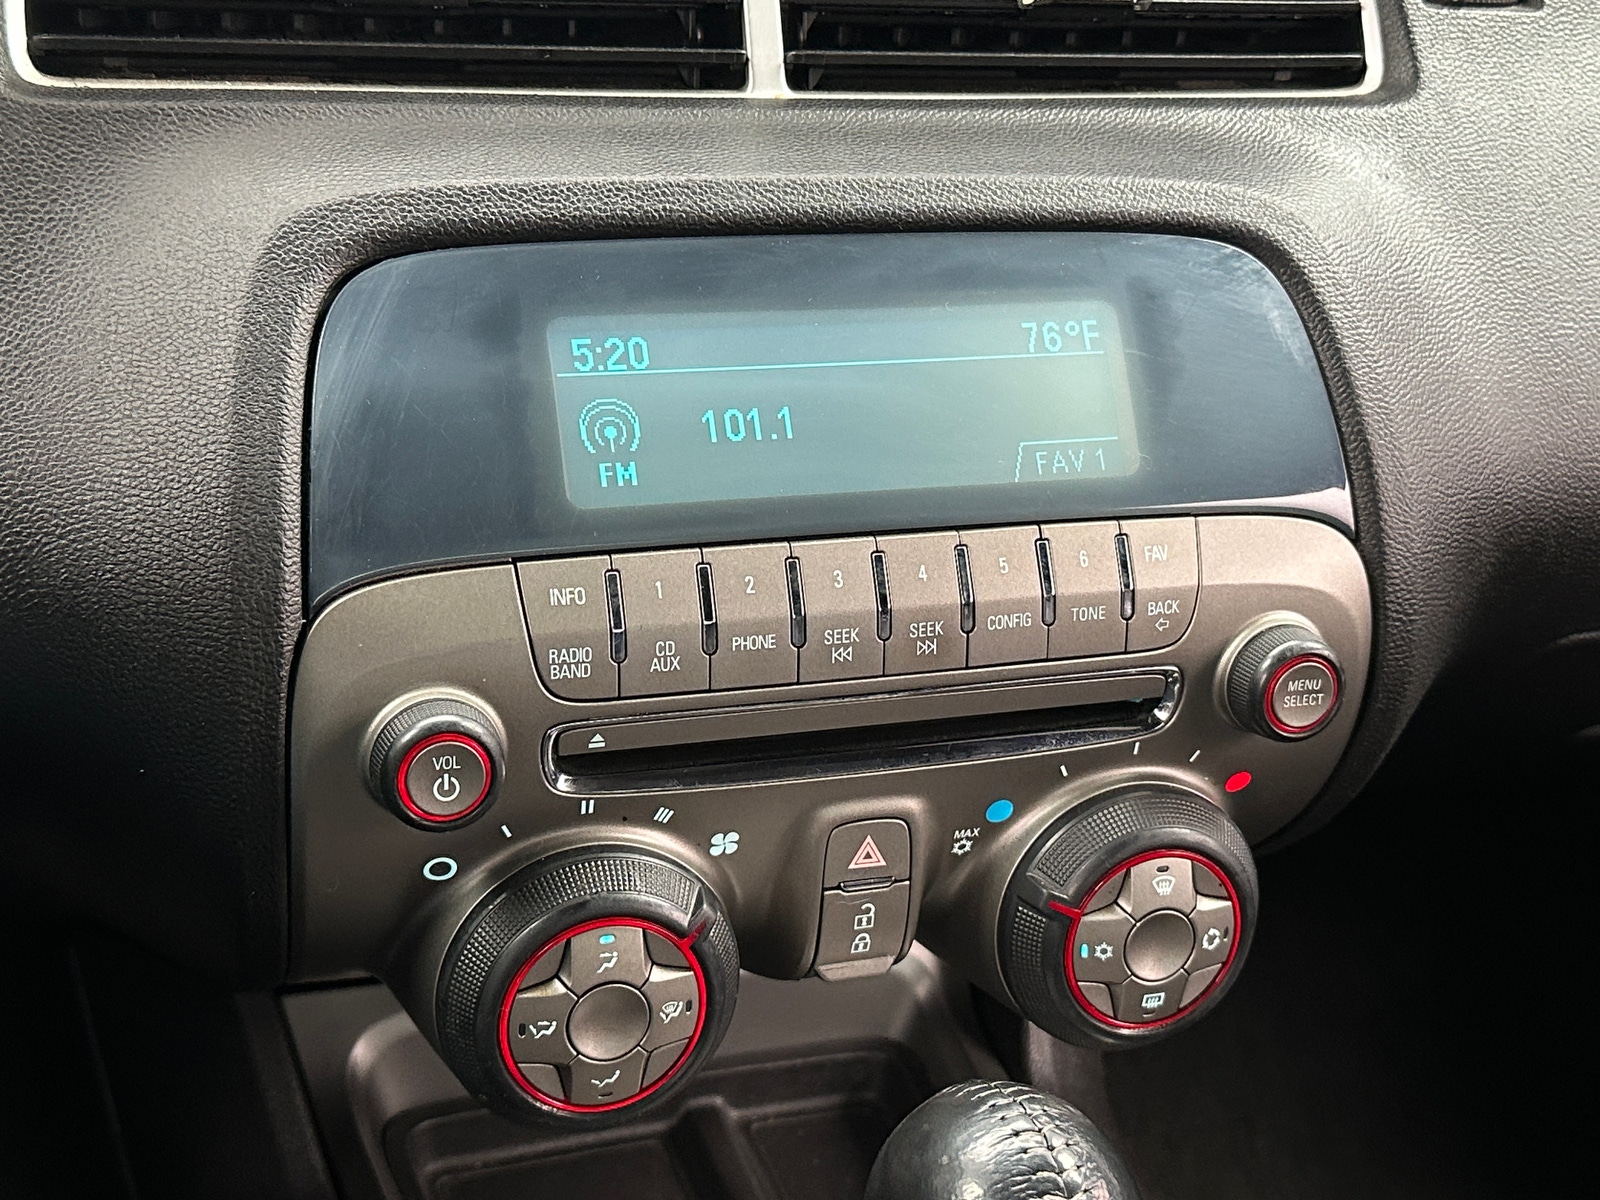 5:20 76°F
101.1
FM
FAV 1
INFO 1 2 3 4 5 6 FAV
RADIO BAND
CD AUX
PHONE
SEEK
SEEK
CONFIG
TONE
BACK
VOL
MENU SELECT
MAX